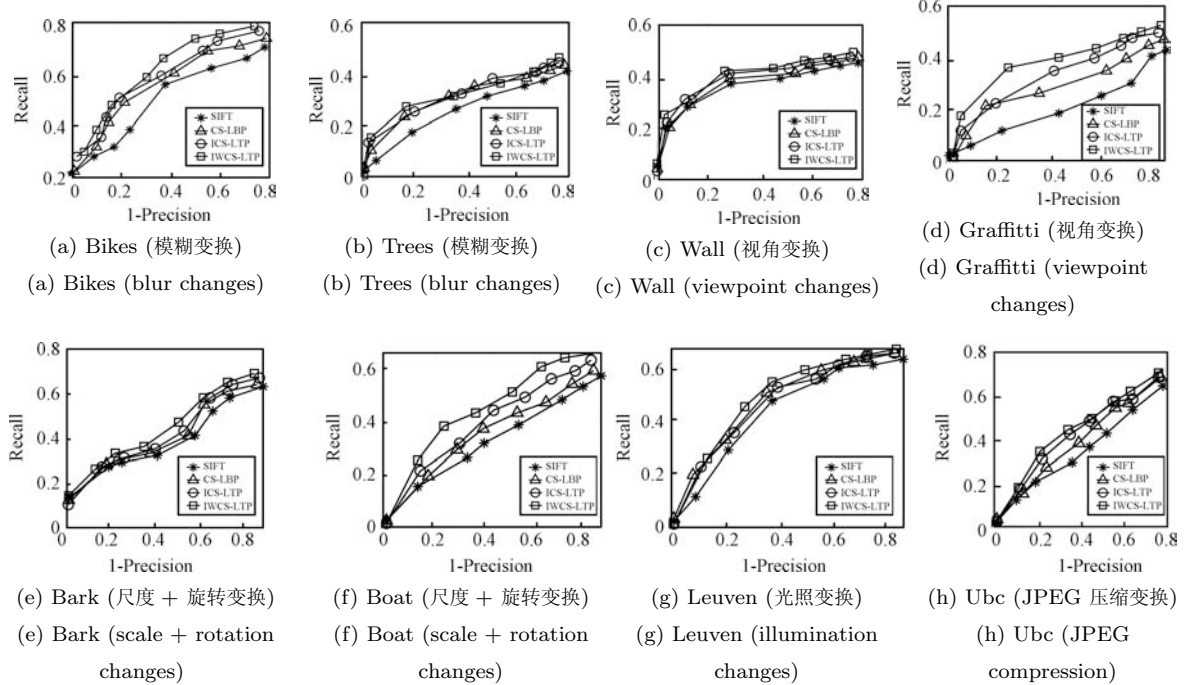 Recall
0.8
0.6
0.4
0.2
0 0.2 0.4 0.6 0.8
SIFT
CS-LBP
ICS-LTP
IWCS-LTP
1-Precision
(a) Bikes (模糊变换)
(a) Bikes (blur changes)
Recall
0.6
0.4
0.2
0
0 0.2 0.4 0.6 0.8
SIFT
CS-LBP
ICS-LTP
IWCS-LTP
1-Precision
(b) Trees (模糊变换)
(b) Trees (blur changes)
Recall
0.6
0.4
0.2
0
0 0.2 0.4 0.6 0.8
SIFT
CS-LBP
ICS-LTP
IWCS-LTP
1-Precision
(c) Wall (视角变换)
(c) Wall (viewpoint changes)
Recall
0.6
0.4
0.2
0
0 0.2 0.4 0.6 0.8
SIFT
CS-LBP
ICS-LTP
IWCS-LTP
1-Precision
(d) Graffitti (视角变换)
(d) Graffitti (viewpoint
changes)
Recall
0.8
0.6
0.4
0.2
0
0 0.2 0.4 0.6 0.8
SIFT
CS-LBP
ICS-LTP
IWCS-LTP
1-Precision
(e) Bark (尺度 + 旋转变换)
(e) Bark (scale + rotation
changes)
Recall
0.6
0.4
0.2
0
0 0.2 0.4 0.6 0.8
SIFT
CS-LBP
ICS-LTP
IWCS-LTP
1-Precision
(f) Boat (尺度 + 旋转变换)
(f) Boat (scale + rotation
changes)
Recall
0.6
0.4
0.2
0
0 0.2 0.4 0.6 0.8
SIFT
CS-LBP
ICS-LTP
IWCS-LTP
1-Precision
(g) Leuven (光照变换)
(g) Leuven (illumination
changes)
Recall
0.8
0.6
0.4
0.2
0
0 0.2 0.4 0.6 0.8
SIFT
CS-LBP
ICS-LTP
IWCS-LTP
1-Precision
(h) Ubc (JPEG 压缩变换)
(h) Ubc (JPEG
compression)